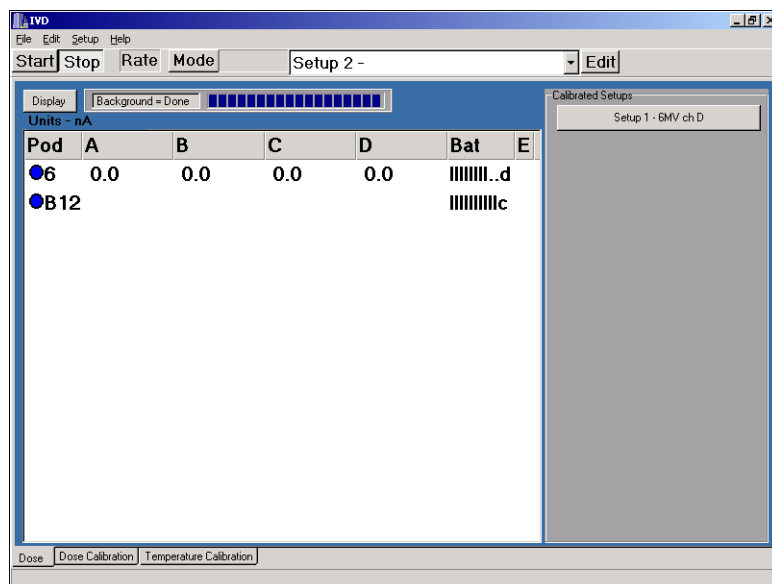 IVD
File Edit Setup Help
Start Stop Rate Mode Setup 2 - Edit
Display Background = Done
Units - nA
Pod A B C D Bat E
6 0.0 0.0 0.0 0.0 IIIIIIII..d
B12 IIIIIIIIIIc
Calibrated Setups
Setup 1 - 6MV ch D
Dose Dose Calibration Temperature Calibration